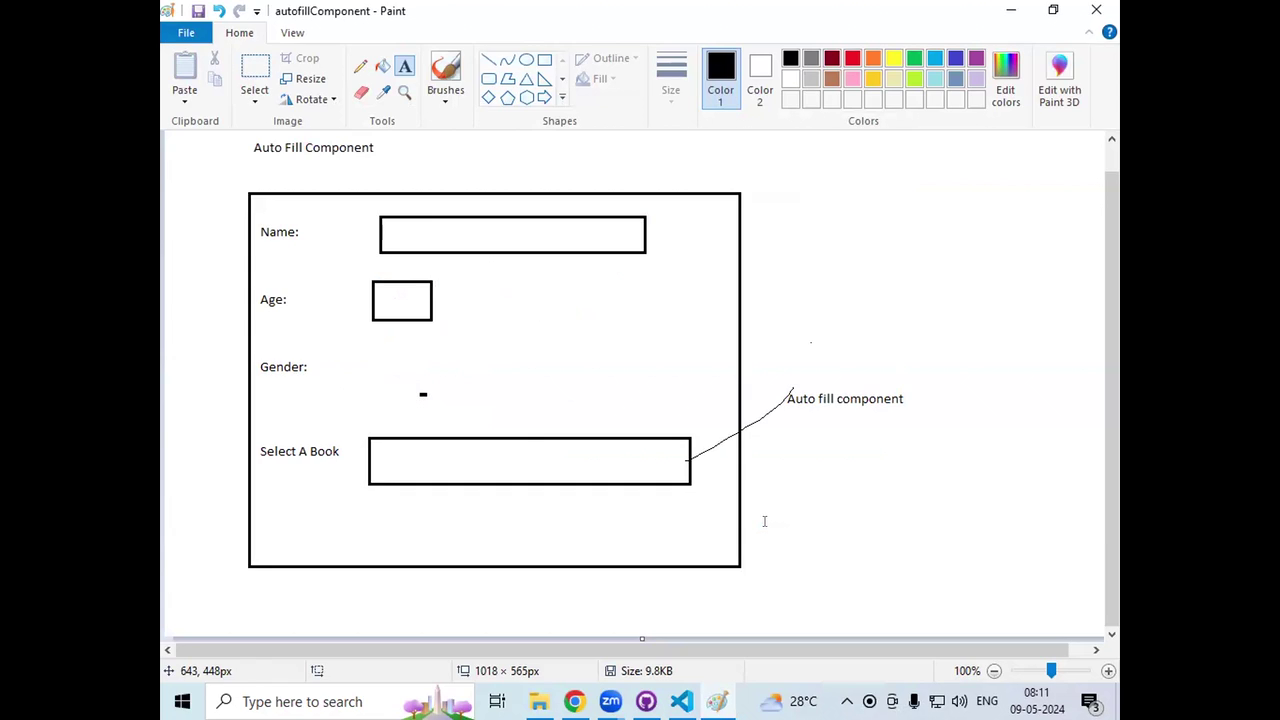 autofillComponent - Paint
File
Home
View
Paste
Clipboard
Select
Crop
Resize
Rotate
Image
A
Tools
Brushes
Outline
Fill
Shapes
Size
Color
1
Color
2
Edit
colors
Colors
Edit with
Paint 3D
Auto Fill Component
Name:
Age:
Gender:
Auto fill component
Select A Book
643, 448px
1018 × 565px
Size: 9.8KB
100%
Type here to search
zm
28°C
ENG
08:11
09-05-2024
3